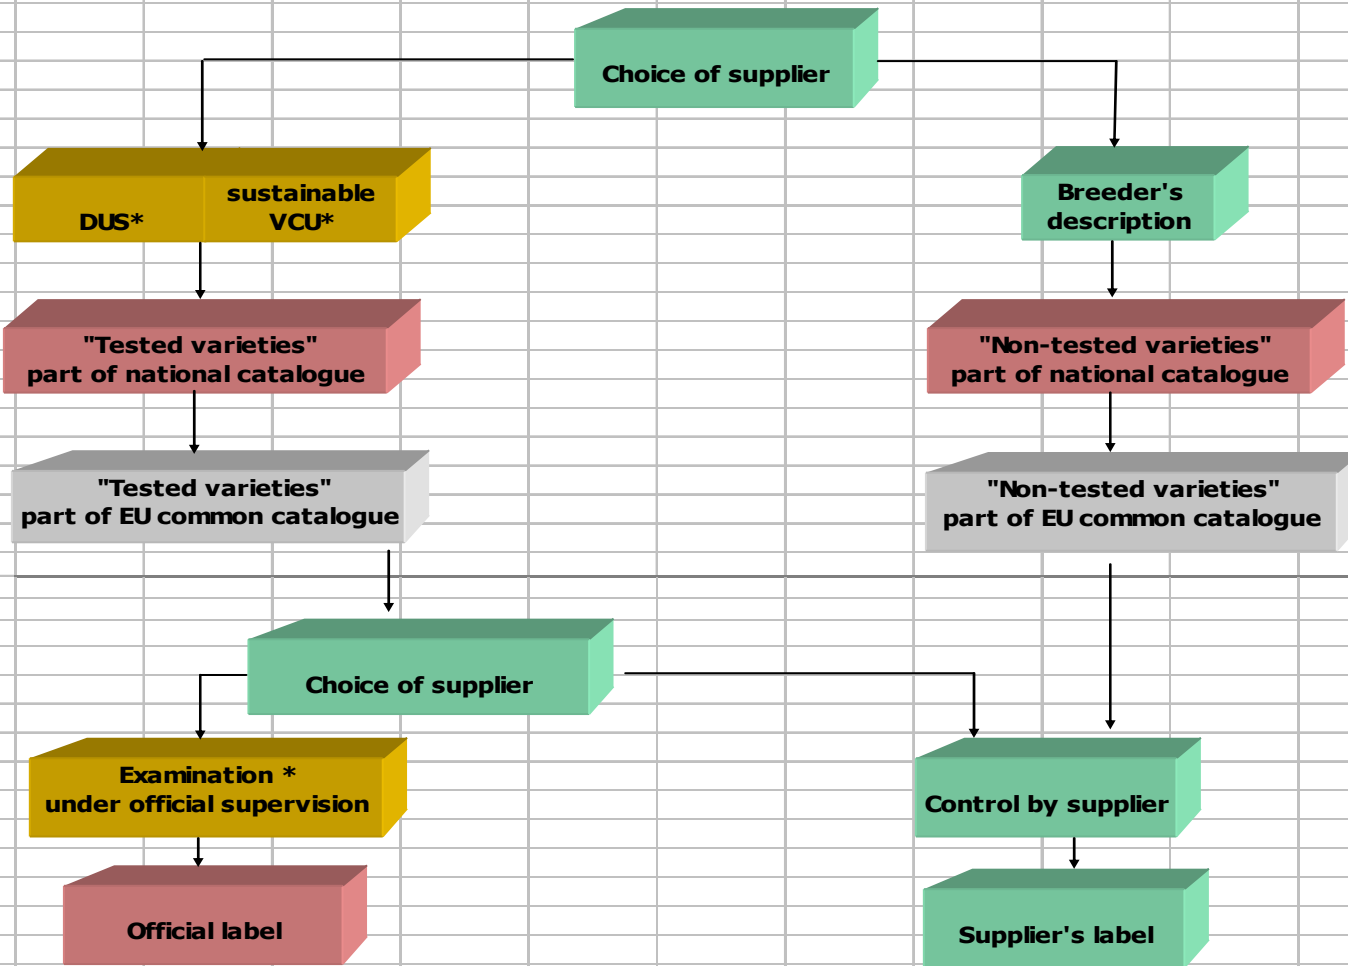 Choice of supplier
DUS*
sustainable
VCU*
Breeder's
description
"Tested varieties"
part of national catalogue
"Non-tested varieties"
part of national catalogue
"Tested varieties"
part of EU common catalogue
"Non-tested varieties"
part of EU common catalogue
Choice of supplier
Examination *
under official supervision
Control by supplier
Official label
Supplier's label